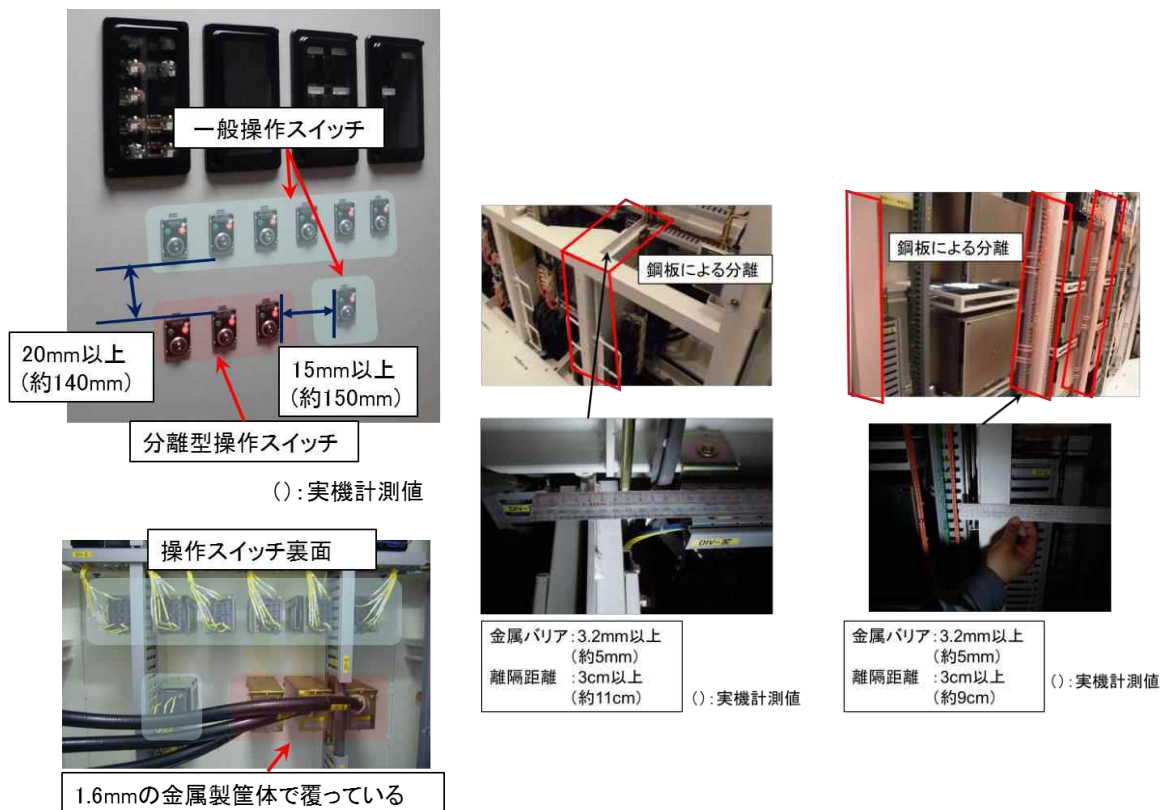 一般操作スイッチ
20mm以上
(約140mm)
15mm以上
(約150mm)
分離型操作スイッチ
():実機計測値
操作スイッチ裏面
1.6mmの金属製筐体で覆っている
鋼板による分離
DIV-Ⅲ
金属バリア:3.2mm以上
(約5mm)
離隔距離 :3cm以上
(約11cm)
():実機計測値
鋼板による分離
金属バリア:3.2mm以上
(約5mm)
離隔距離 :3cm以上
(約9cm)
():実機計測値